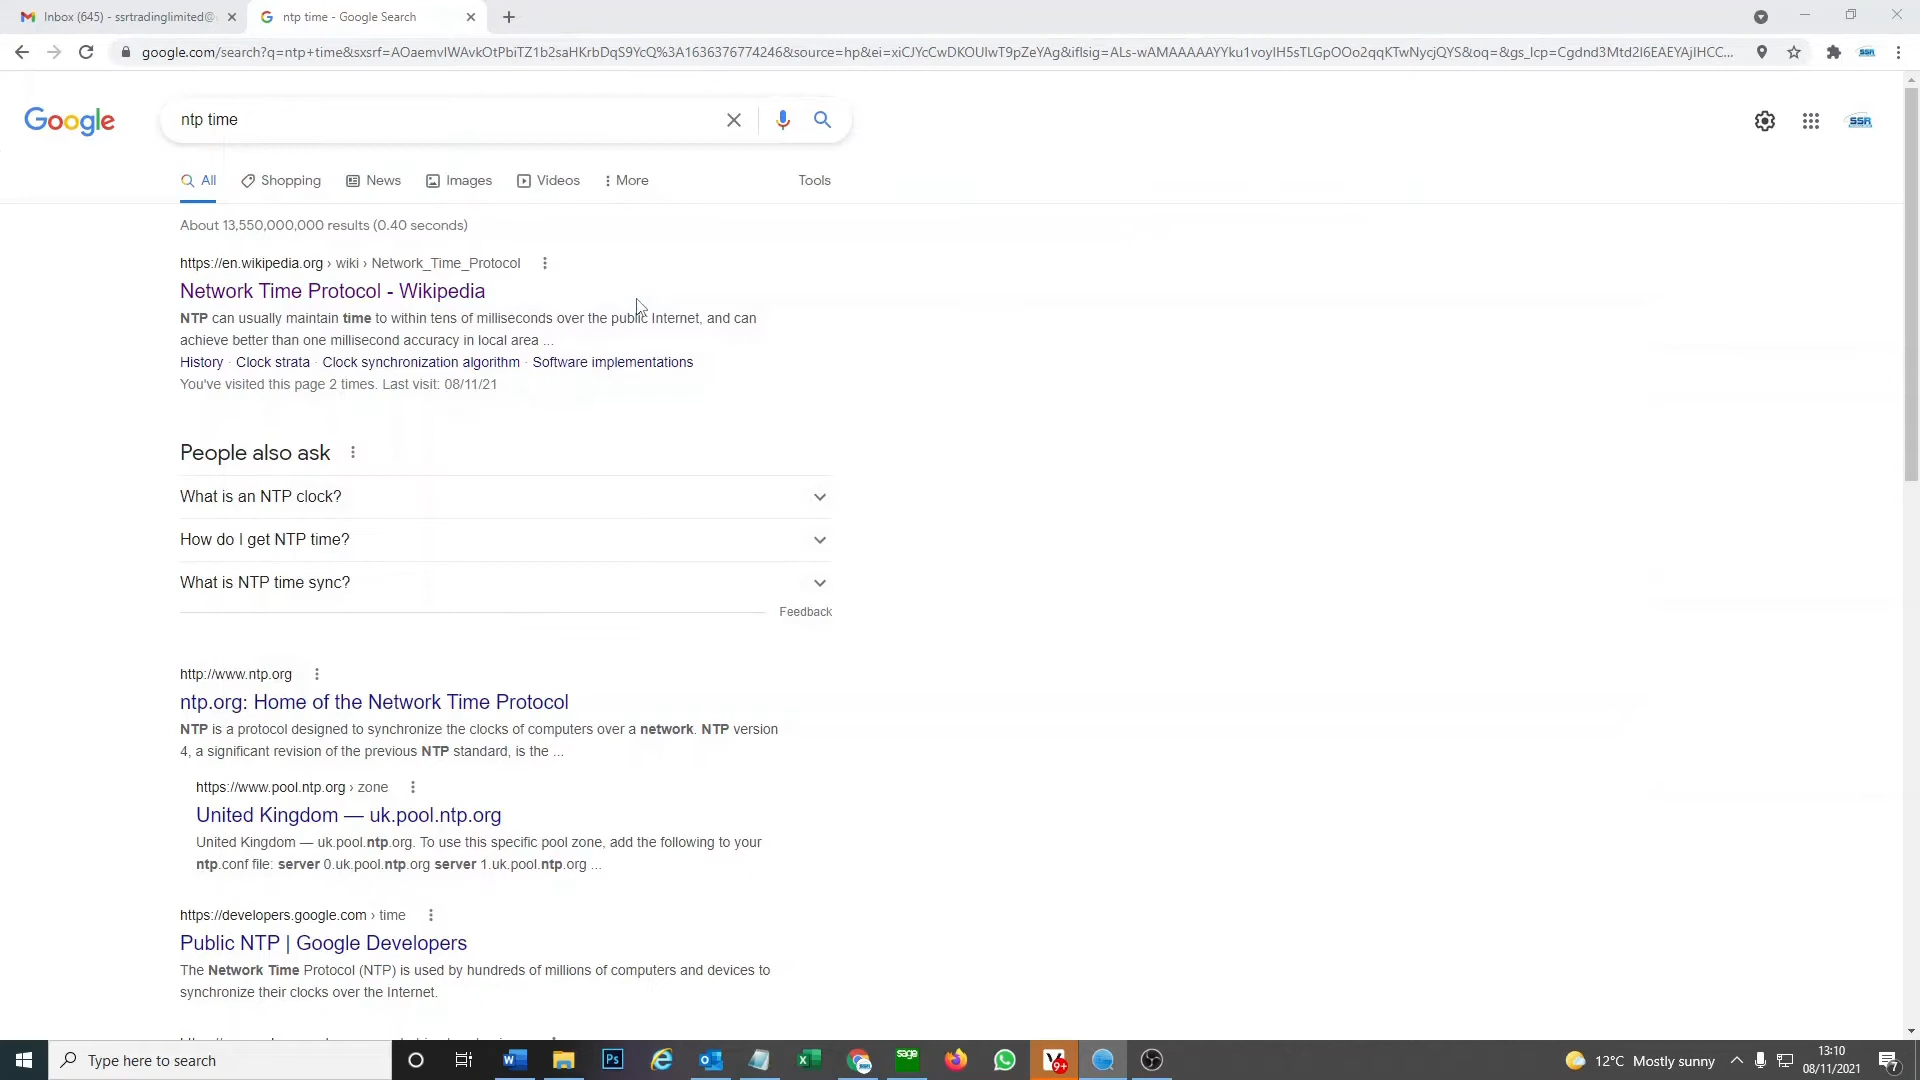 Inbox (645) - ssrtradinglimited@
ntp time - Google Search
google.com/search?q=ntp+time&sxsrf=AOaemvIWAvkOtPbiTZ1b2saHKrbDqS9YcQ%3A1636376774246&source=hp&ei=xiCJYcCwDKOUlwT9pZeYAg&iflsig=ALs-wAMAAAAAYYku1voylH5sTLGpOOo2qqKTwNycjQYS&oq=&gs_lcp=Cgdnd3Mtd2l6EAEYAjIHCC...
Google
ntp time
SSR
All
Shopping
News
Images
Videos
More
Tools
About 13,550,000,000 results (0.40 seconds)
https://en.wikipedia.org › wiki › Network_Time_Protocol
Network Time Protocol - Wikipedia
NTP can usually maintain time to within tens of milliseconds over the public Internet, and can
achieve better than one millisecond accuracy in local area ...
History · Clock strata · Clock synchronization algorithm · Software implementations
You've visited this page 2 times. Last visit: 08/11/21
People also ask
What is an NTP clock?
How do I get NTP time?
What is NTP time sync?
Feedback
http://www.ntp.org
ntp.org: Home of the Network Time Protocol
NTP is a protocol designed to synchronize the clocks of computers over a network. NTP version
4, a significant revision of the previous NTP standard, is the ...
https://www.pool.ntp.org › zone
United Kingdom — uk.pool.ntp.org
United Kingdom — uk.pool.ntp.org. To use this specific pool zone, add the following to your
ntp.conf file: server 0.uk.pool.ntp.org server 1.uk.pool.ntp.org ...
https://developers.google.com › time
Public NTP | Google Developers
The Network Time Protocol (NTP) is used by hundreds of millions of computers and devices to
synchronize their clocks over the Internet.
Type here to search
Ps
sage
9+
12°C Mostly sunny
13:10
08/11/2021
7